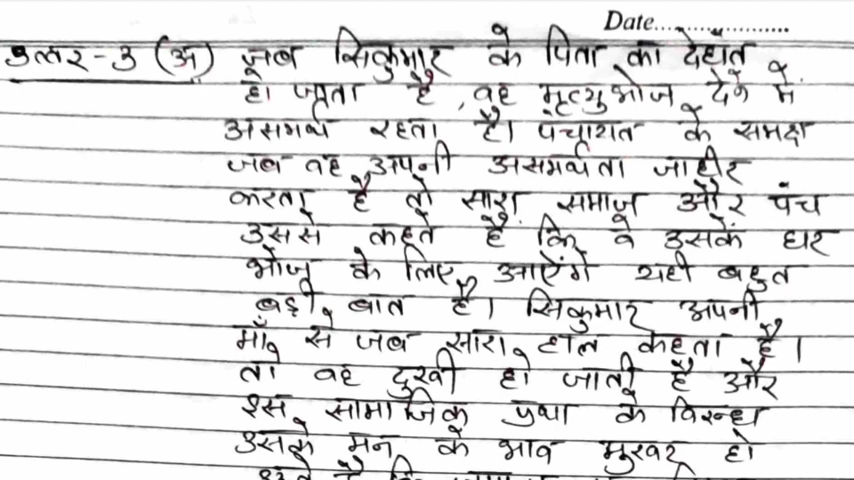 Date....................
उत्तर-3 (अ) जब सिकुमार के पिता का देहांत
हो जाता है, वह मृत्युभोज देने में
असमर्थ रहता है। पंचायत के समक्ष
जब वह अपनी असमर्थता जाहीर
करता है तो सारा समाज और पंच
उससे कहते हैं कि वे उसके घर
भोज के लिए आऐंगे यही बहुत
बड़ी बात है। सिकुमार अपनी
माँ से जब सारा हाल कहता है।
तो वह दुखी हो जाती है और
इस सामाजिक प्रथा के विरुध्द
उसके मन के भाव मुखर हो